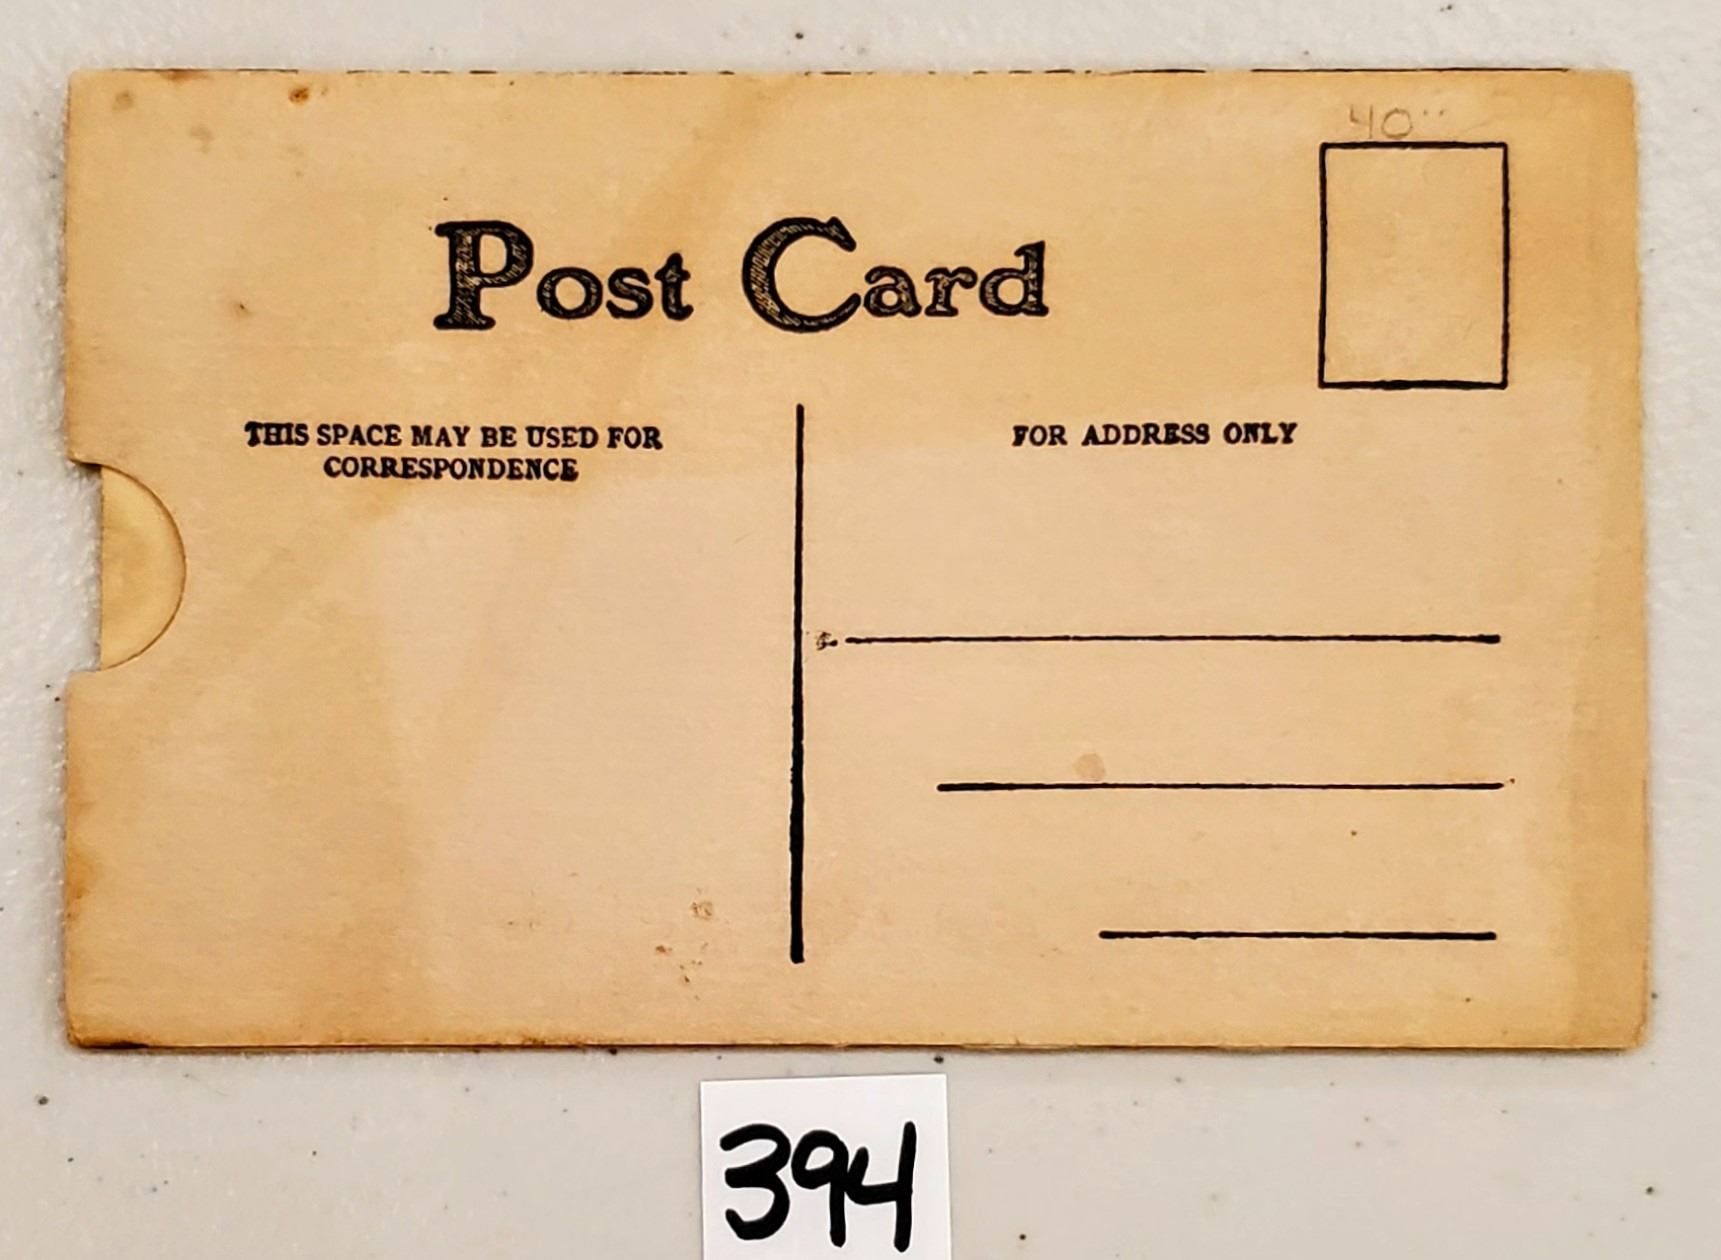 40
Post Card
THIS SPACE MAY BE USED FOR
CORRESPONDENCE
FOR ADDRESS ONLY
394